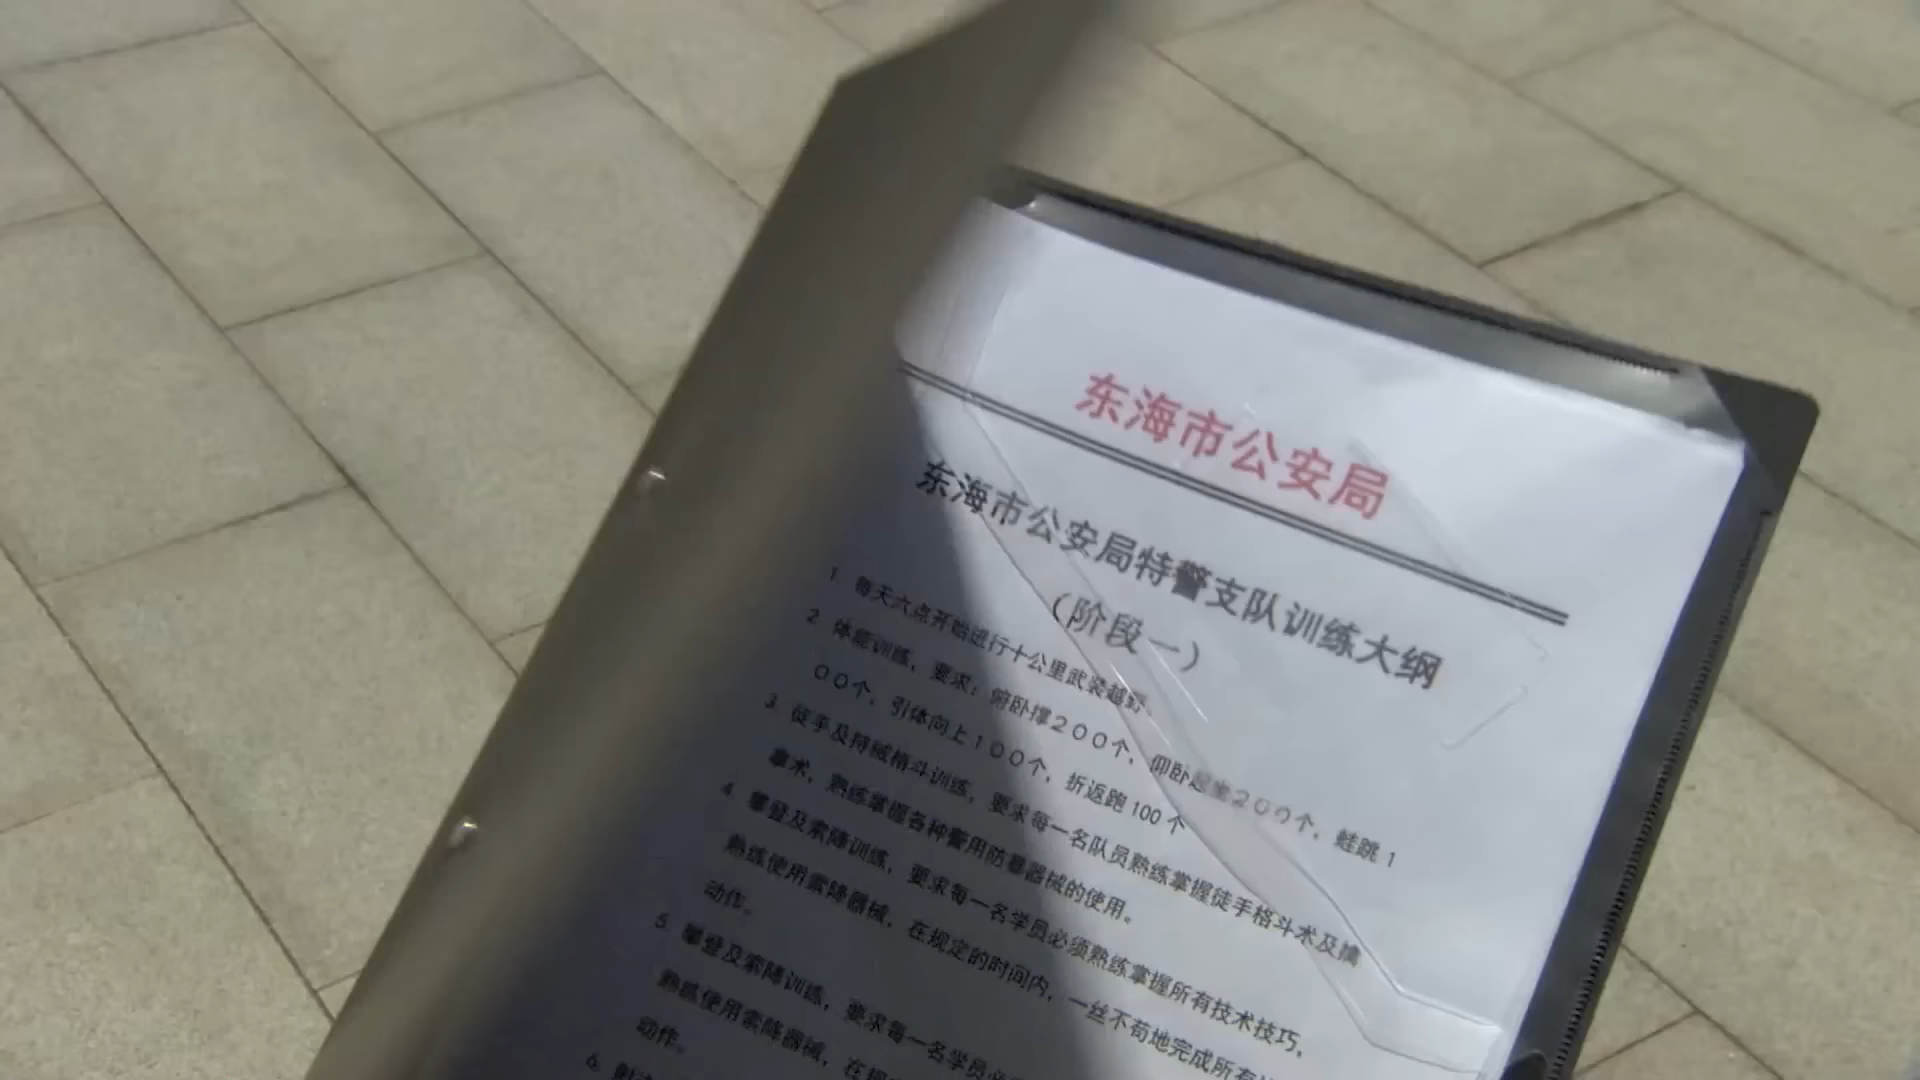 东海市公安局
东海市公安局特警支队训练大纲
（阶段一）
1 每天六点开始进行十公里武装越野。
2 体能训练，要求：俯卧撑２００个，仰卧起坐２００个，蛙跳１
００个，引体向上１００个，折返跑100个
3 徒手及持械格斗训练，要求每一名队员熟练掌握徒手格斗术及擒
拿术，熟练掌握各种警用防暴器械的使用。
4 攀登及索降训练，要求每一名学员必须熟练掌握所有技术技巧，
熟练使用索降器械，在规定的时间内，一丝不苟地完成所有
动作。
5 攀登及索降训练，要求每一名学员必
熟练使用索降器械，在规
动作。
6 射